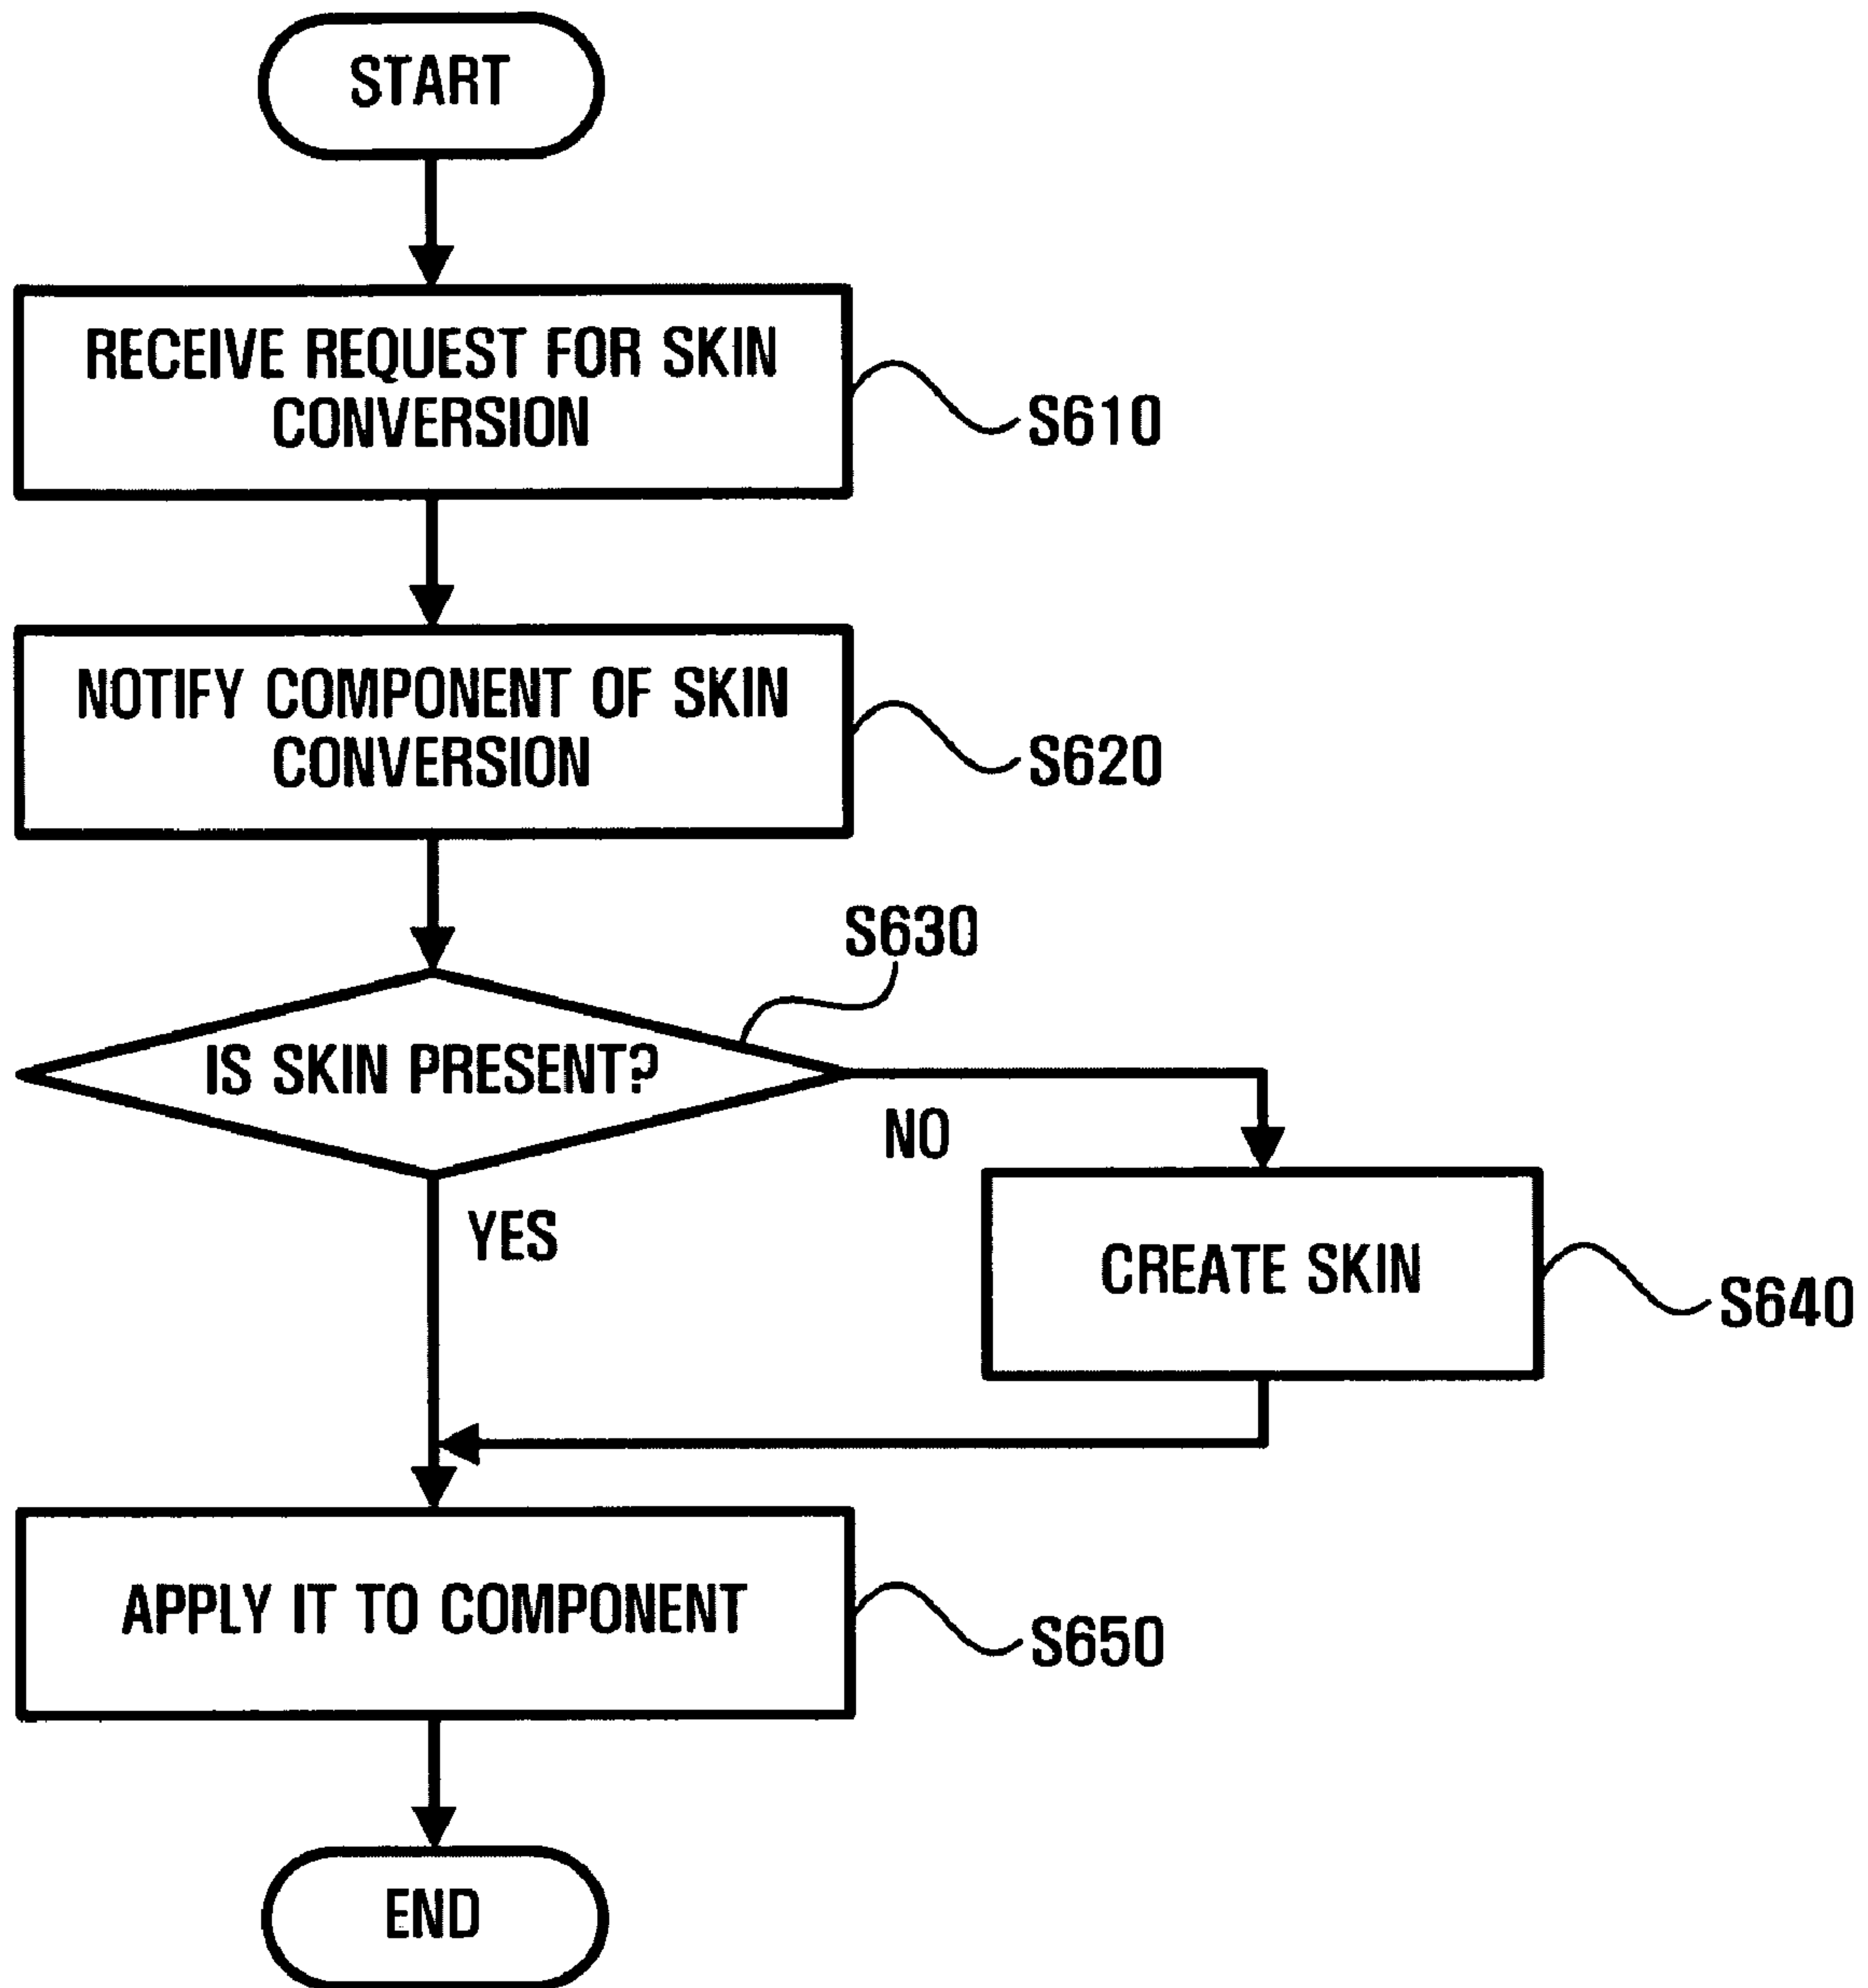 START
RECEIVE REQUEST FOR SKIN
CONVERSION
S610
NOTIFY COMPONENT OF SKIN
CONVERSION
S620
S630
IS SKIN PRESENT?
NO
YES
CREATE SKIN
S640
APPLY IT TO COMPONENT
S650
END